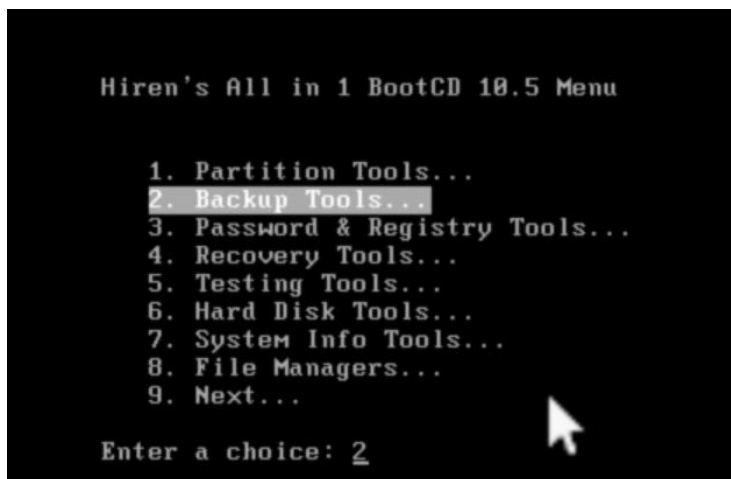 Hiren's All in 1 BootCD 10.5 Menu
1. Partition Tools...
2. Backup Tools...
3. Password & Registry Tools...
4. Recovery Tools...
5. Testing Tools...
6. Hard Disk Tools...
7. System Info Tools...
8. File Managers...
9. Next...
Enter a choice: 2